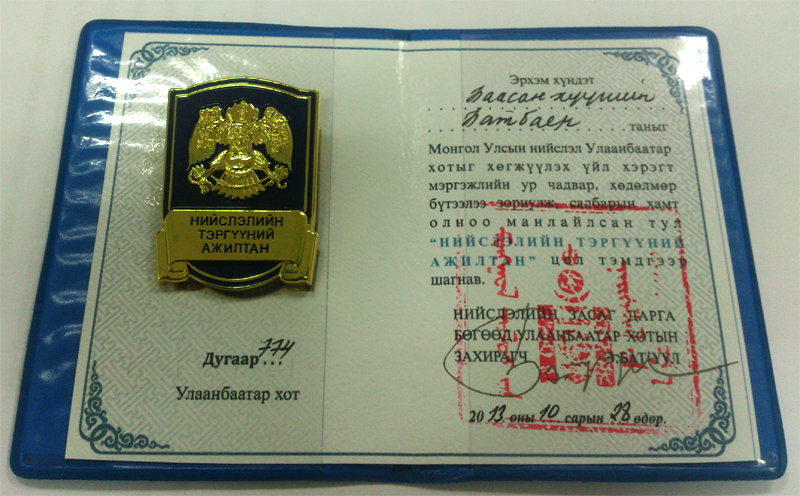 НИЙСЛЭЛИЙН
ТЭРГҮҮНИЙ
АЖИЛТАН
Дугаар 774
Улаанбаатар хот
Эрхэм хүндэт
Баасанхүүгийн
Батбаяр
таныг
Монгол Улсын нийслэл Улаанбаатар
хотыг хөгжүүлэх үйл хэрэгт
мэргэжлийн ур чадвар, хөдөлмөр
бүтээлээ зориулж, салбарын хамт
олноо манлайлсан тул
"НИЙСЛЭЛИЙН ТЭРГҮҮНИЙ
АЖИЛТАН" цол тэмдгээр
шагнав.
НИЙСЛЭЛИЙН ЗАСАГ ДАРГА
БӨГӨӨД УЛААНБААТАР ХОТЫН
ЗАХИРАГЧ Э.БАТ-ҮҮЛ
2013 оны 10 сарын 28 өдөр.